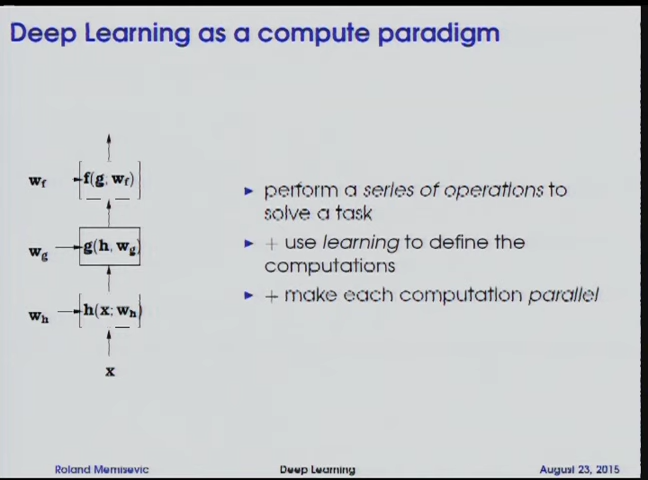 Deep Learning as a compute paradigm
w_f
f(g, w_f)
w_g
g(h, w_g)
w_h
h(x; w_h)
x
▶ perform a series of operations to
solve a task
▶ + use learning to define the
computations
▶ + make each computation parallel
Roland Memisevic
Deep Learning
August 23, 2015